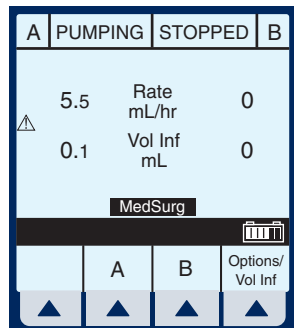 A PUMPING STOPPED B
5.5 Rate mL/hr 0
0.1 Vol Inf mL 0
MedSurg
A B Options/ Vol Inf